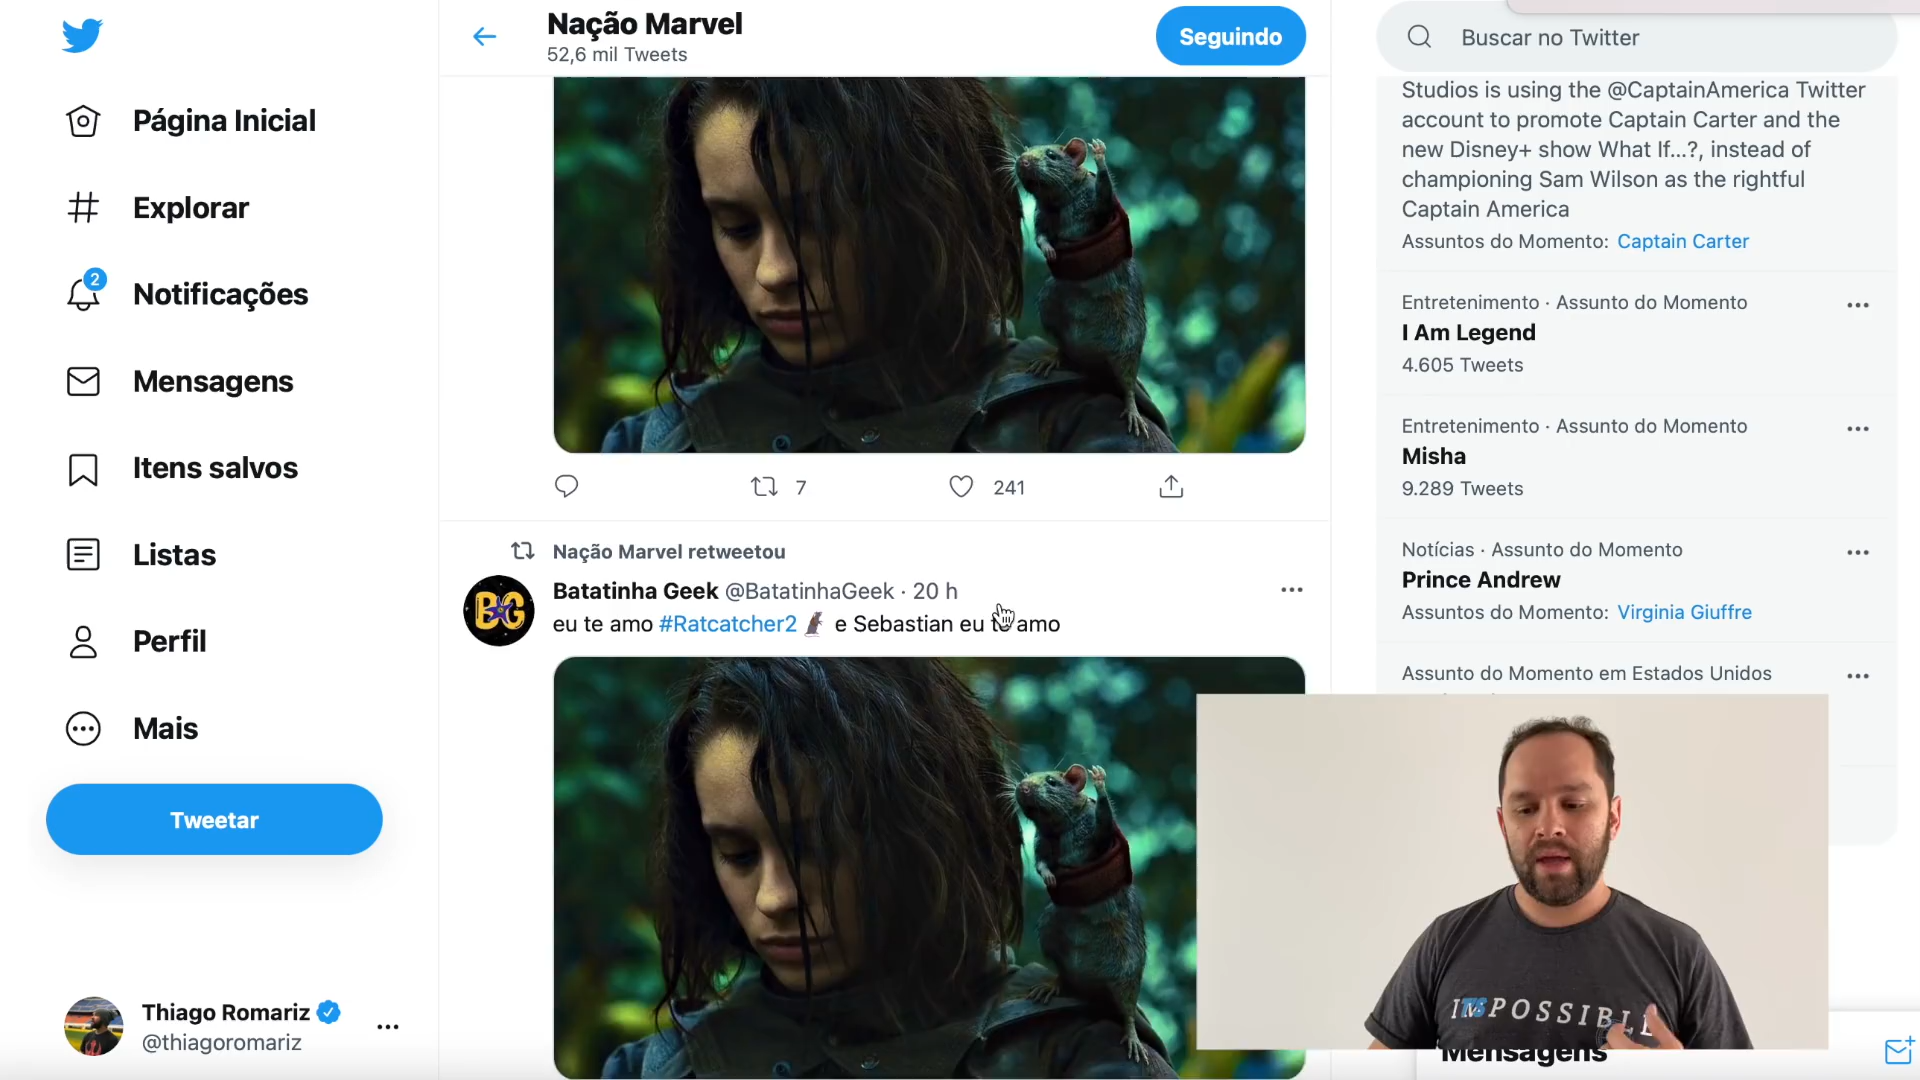 Página Inicial
Explorar
2
Notificações
Mensagens
Itens salvos
Listas
Perfil
Mais
Tweetar
Thiago Romariz
@thiagoromariz
Nação Marvel
52,6 mil Tweets
Seguindo
7
241
Nação Marvel retweetou
BG
Batatinha Geek @BatatinhaGeek · 20 h
eu te amo #Ratcatcher2 e Sebastian eu te amo
Buscar no Twitter
Studios is using the @CaptainAmerica Twitter
account to promote Captain Carter and the
new Disney+ show What If...?, instead of
championing Sam Wilson as the rightful
Captain America
Assuntos do Momento: Captain Carter
Entretenimento · Assunto do Momento
I Am Legend
4.605 Tweets
Entretenimento · Assunto do Momento
Misha
9.289 Tweets
Notícias · Assunto do Momento
Prince Andrew
Assuntos do Momento: Virginia Giuffre
Assunto do Momento em Estados Unidos
IMPOSSIBLE
Mensagens